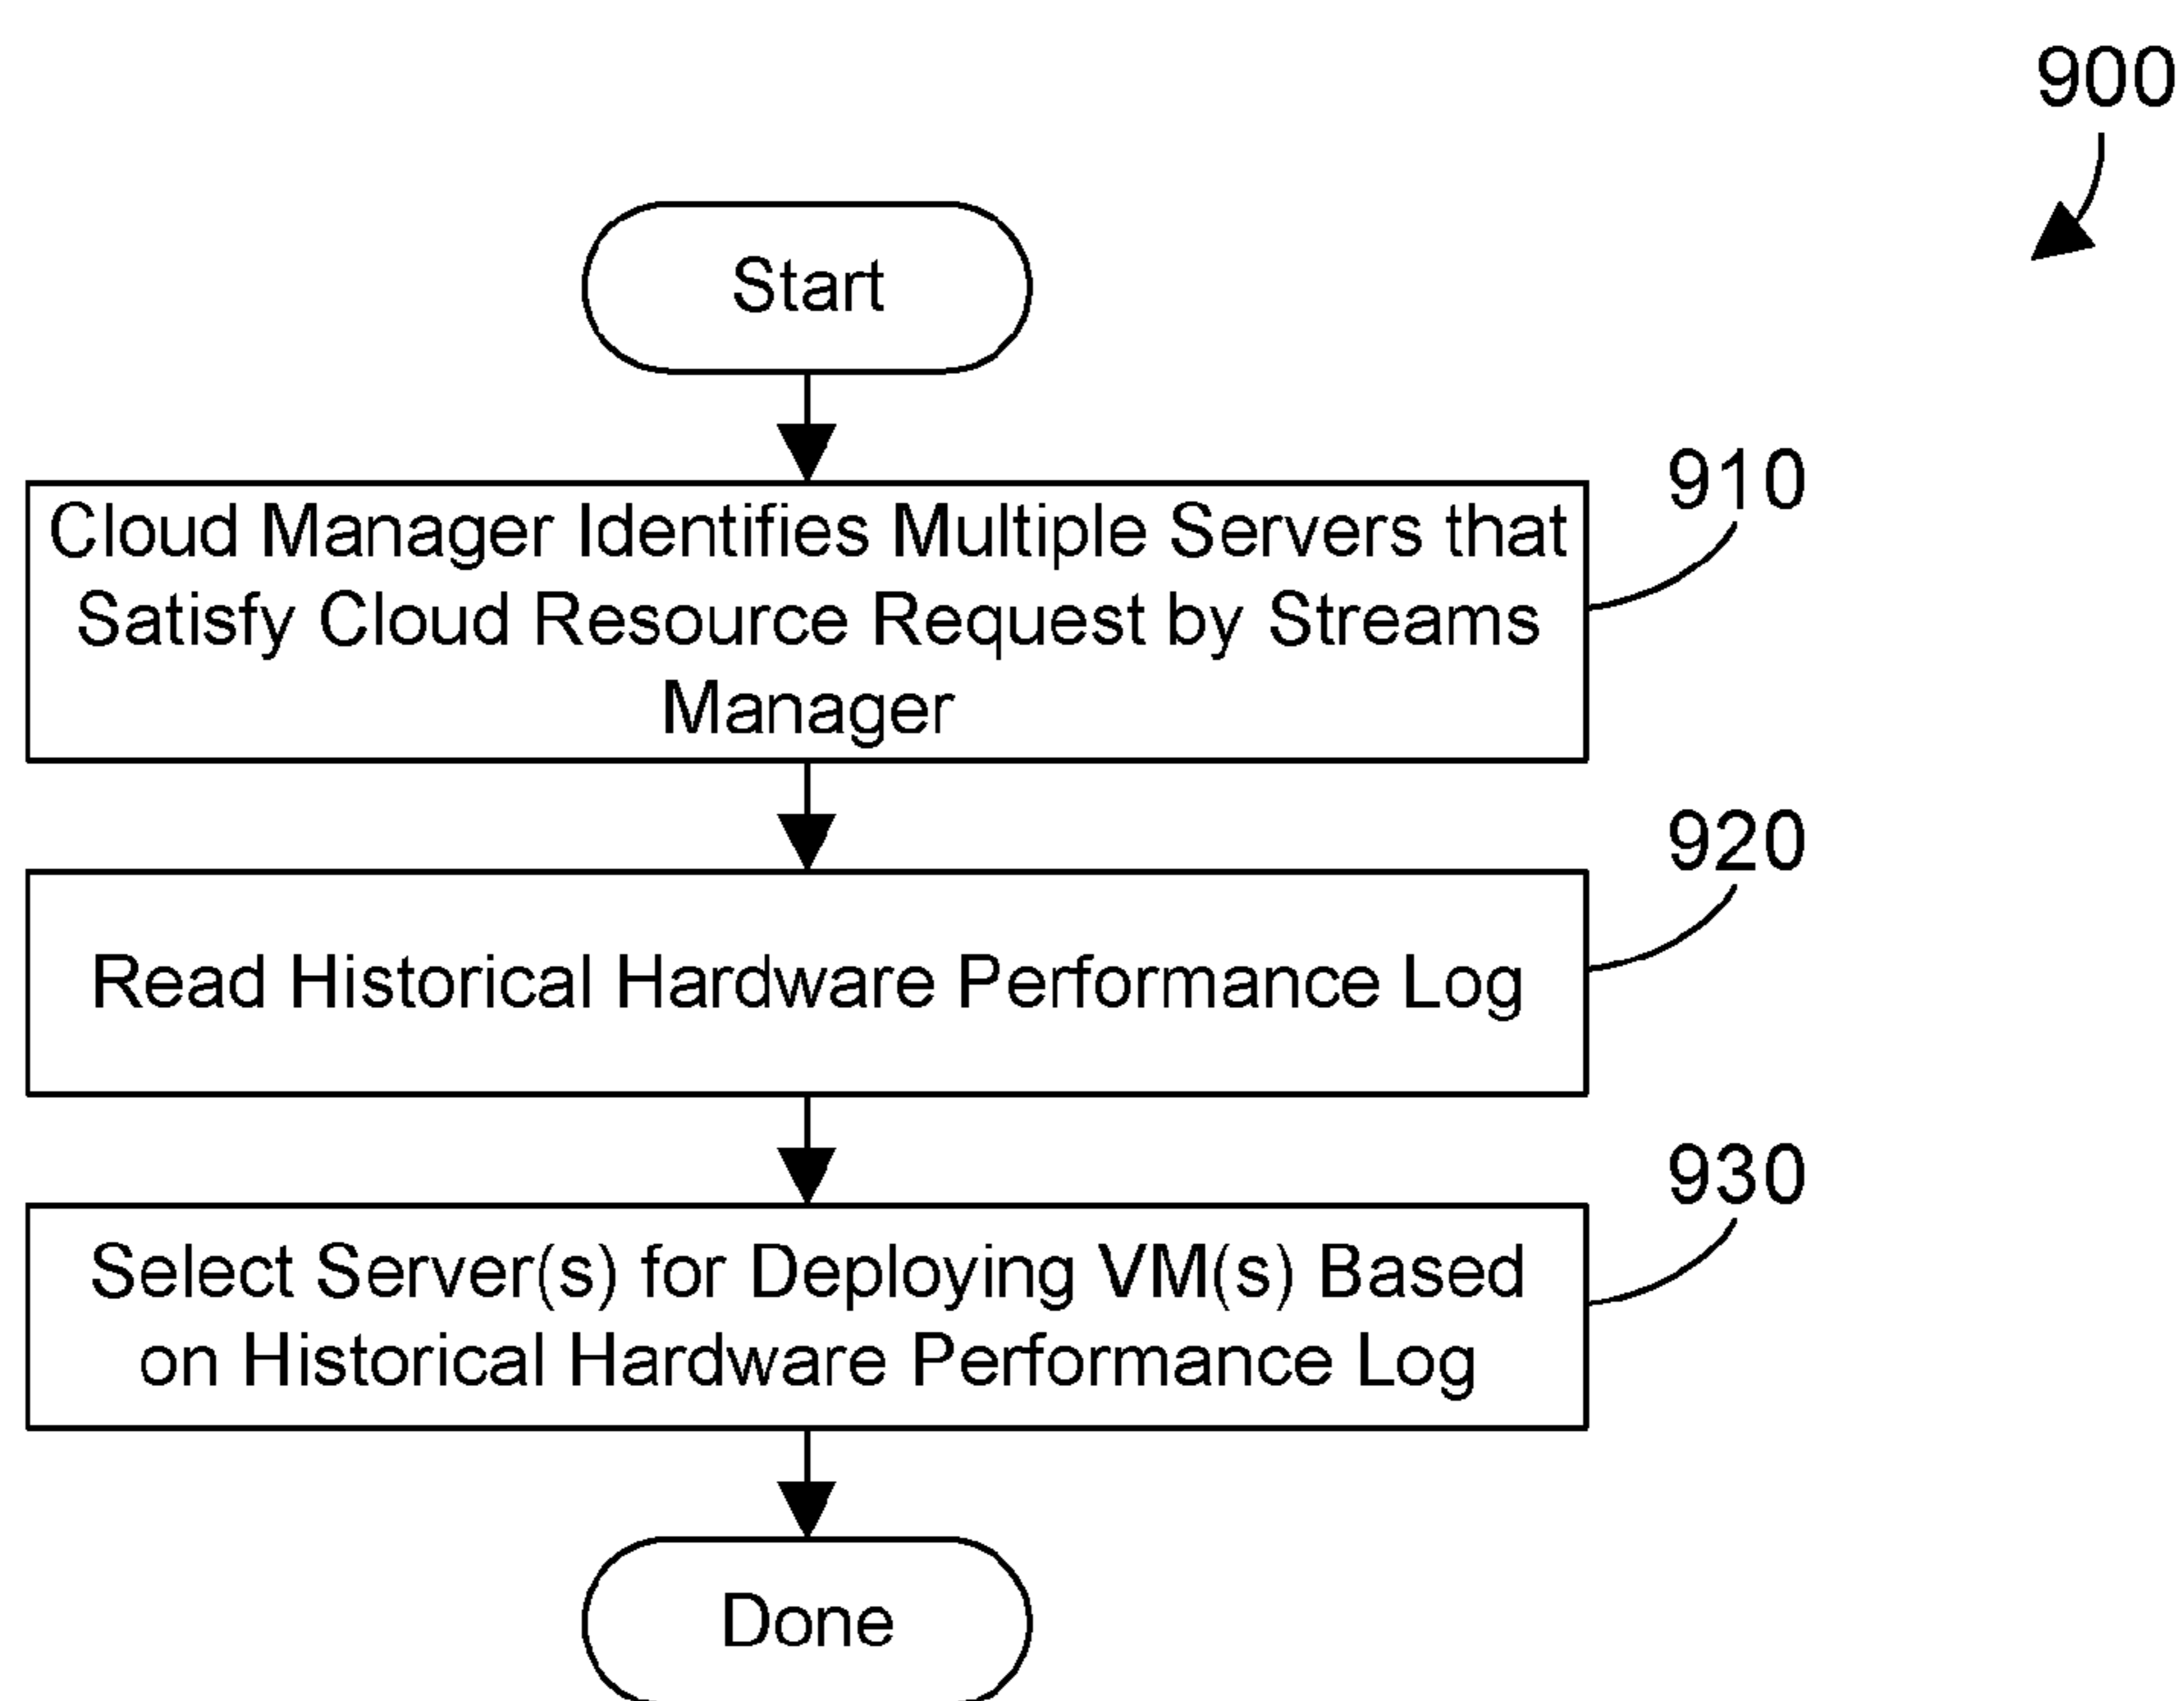 900
Start
910
Cloud Manager Identifies Multiple Servers that
Satisfy Cloud Resource Request by Streams
Manager
920
Read Historical Hardware Performance Log
930
Select Server(s) for Deploying VM(s) Based
on Historical Hardware Performance Log
Done